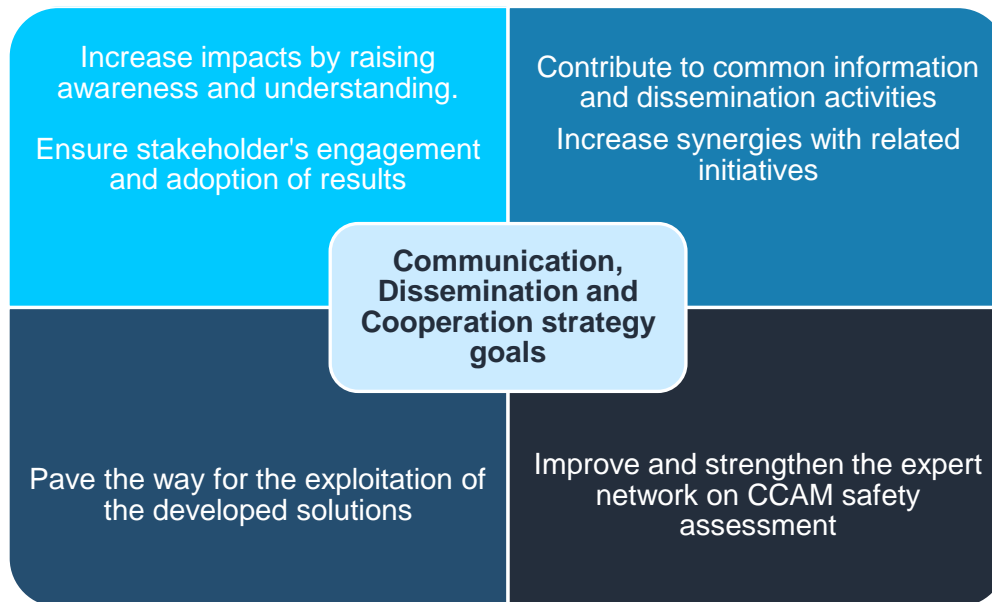 Increase impacts by raising
awareness and understanding.
Ensure stakeholder's engagement
and adoption of results
Contribute to common information
and dissemination activities
Increase synergies with related
initiatives
Communication,
Dissemination and
Cooperation strategy
goals
Pave the way for the exploitation of
the developed solutions
Improve and strengthen the expert
network on CCAM safety
assessment